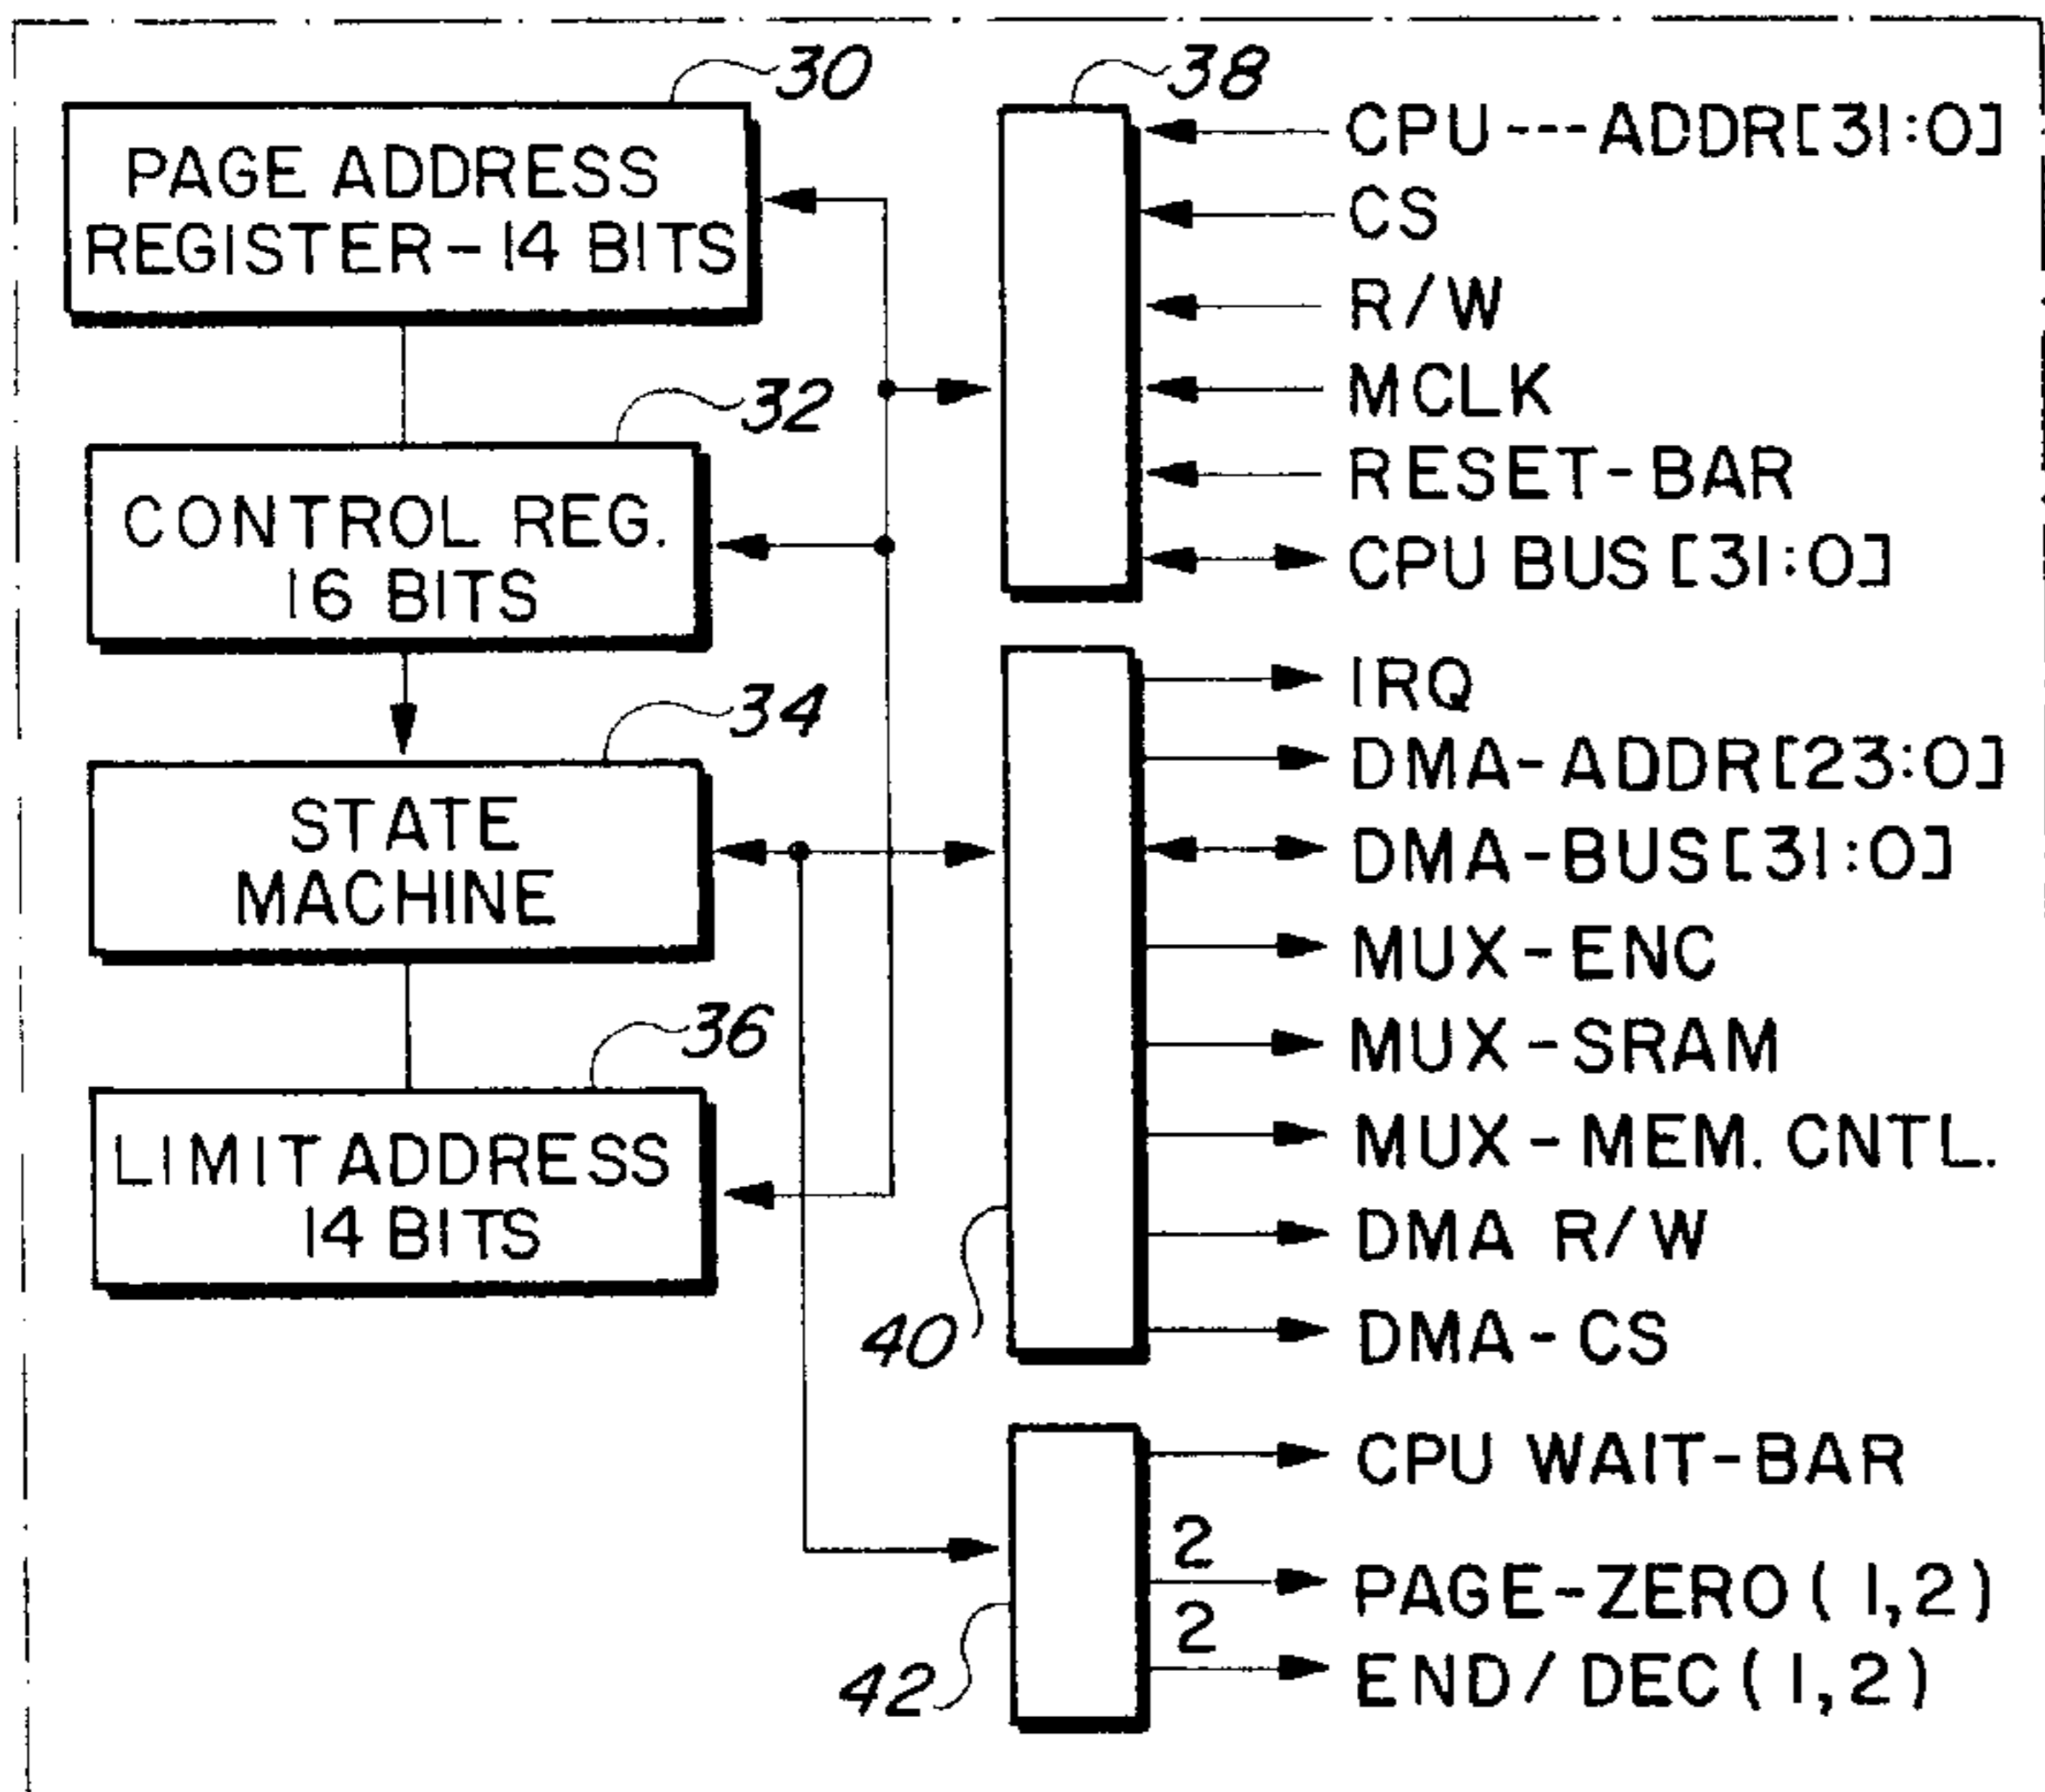 30
PAGE ADDRESS
REGISTER-14 BITS
32
CONTROL REG.
16 BITS
34
STATE
MACHINE
36
LIMIT ADDRESS
14 BITS
38
CPU---ADDR[31:0]
CS
R/W
MCLK
RESET-BAR
CPU BUS [31:0]
40
IRQ
DMA-ADDR[23:0]
DMA-BUS[31:0]
MUX-ENC
MUX-SRAM
MUX-MEM. CNTL.
DMA R/W
DMA-CS
42
CPU WAIT-BAR
2
PAGE-ZERO(1,2)
2
END/DEC(1,2)